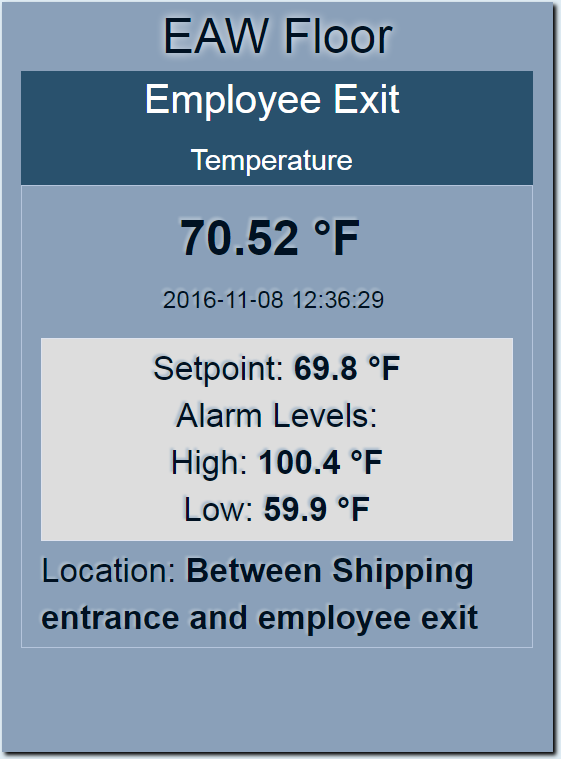 EAW Floor
Employee Exit
Temperature
70.52 °F
2016-11-08 12:36:29
Setpoint: 69.8 °F
Alarm Levels:
High: 100.4 °F
Low: 59.9 °F
Location: Between Shipping
entrance and employee exit